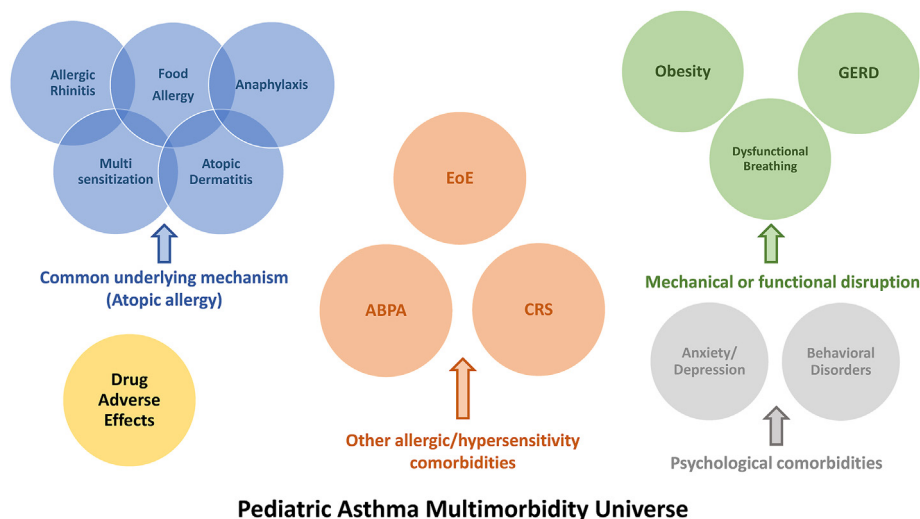 Allergic
Rhinitis
Food
Allergy
Anaphylaxis
Multi
sensitization
Atopic
Dermatitis
Common underlying mechanism
(Atopic allergy)
Drug
Adverse
Effects
EoE
ABPA
CRS
Other allergic/hypersensitivity
comorbidities
Obesity
GERD
Dysfunctional
Breathing
Mechanical or functional disruption
Anxiety/
Depression
Behavioral
Disorders
Psychological comorbidities
Pediatric Asthma Multimorbidity Universe